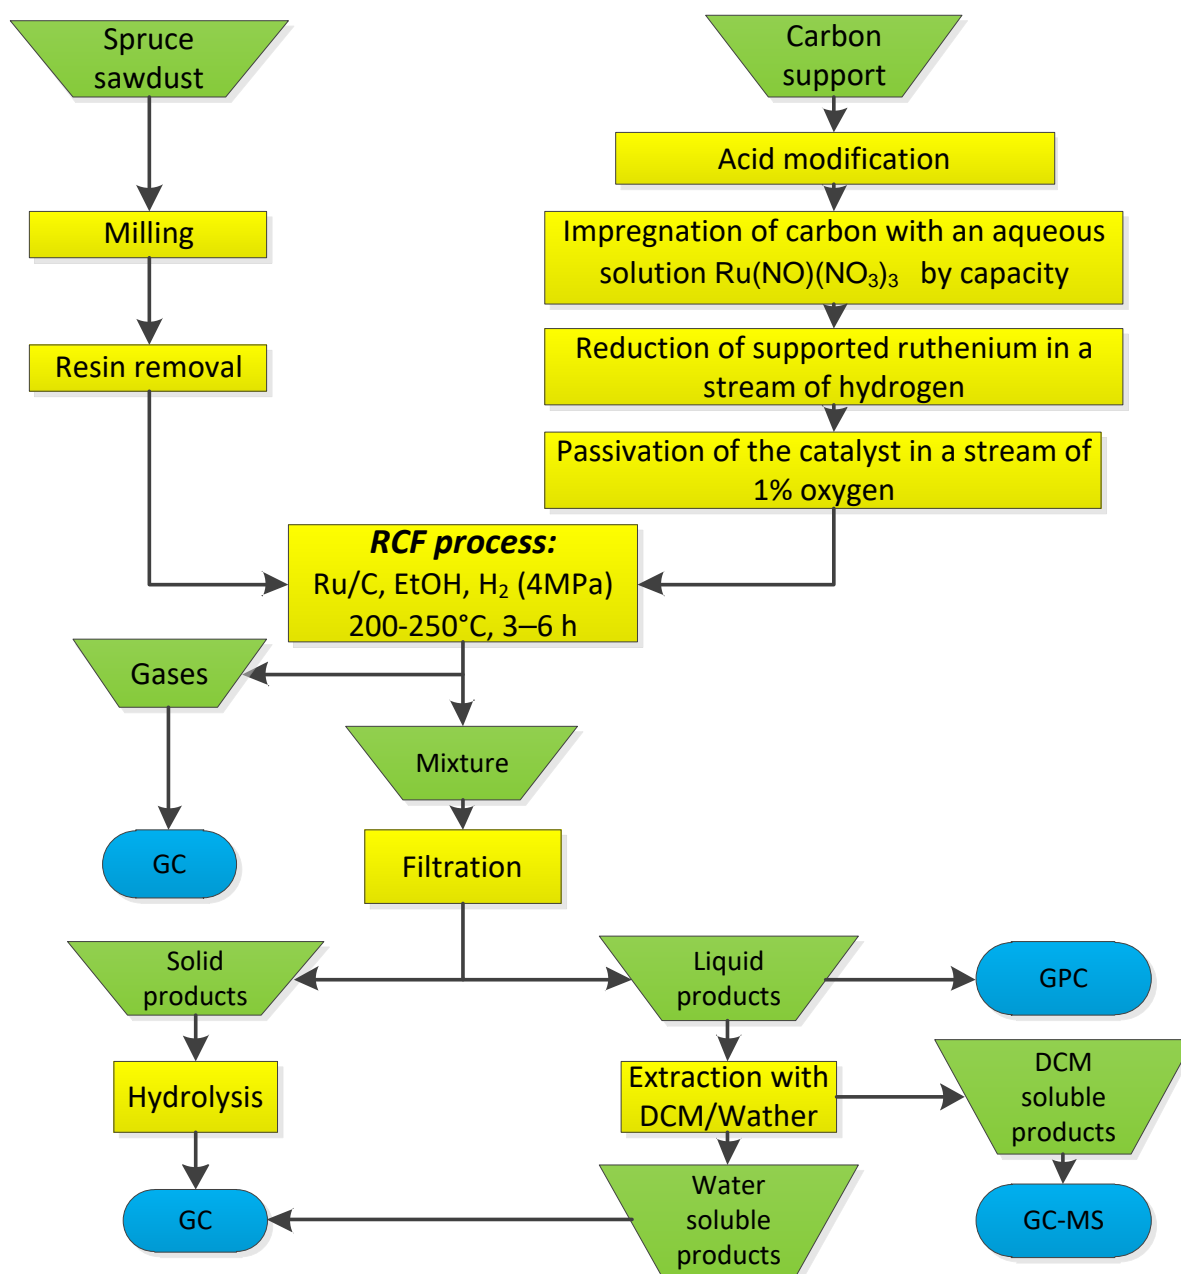 Spruce
sawdust
Carbon
support
Acid modification
Milling
Impregnation of carbon with an aqueous
solution Ru(NO)(NO₃)₃ by capacity
Resin removal
Reduction of supported ruthenium in a
stream of hydrogen
Passivation of the catalyst in a stream of
1% oxygen
RCF process:
Ru/C, EtOH, H₂ (4MPa)
200-250°C, 3–6 h
Gases
Mixture
GC
Filtration
Solid
products
Liquid
products
GPC
Hydrolysis
Extraction with
DCM/Wather
DCM
soluble
products
GC
Water
soluble
products
GC-MS